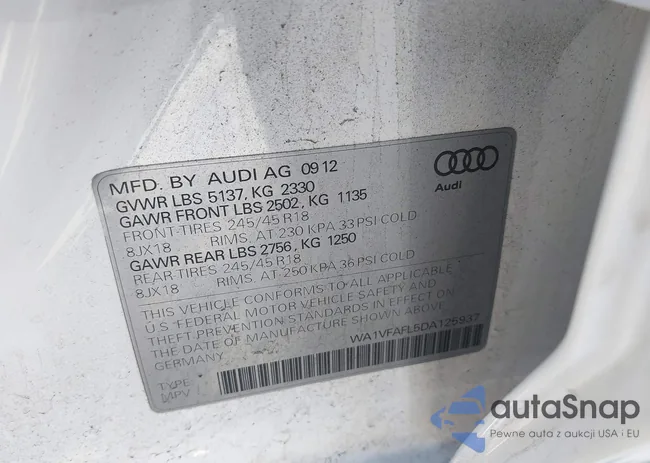 MFD. BY AUDI AG 0912
GVWR LBS 5137, KG 2330
GAWR FRONT LBS 2502, KG 1135
FRONT-TIRES 245/45 R18
8JX18 RIMS, AT 230 KPA 33 PSI COLD
GAWR REAR LBS 2756, KG 1250
REAR-TIRES 245/45 R18
8JX18 RIMS, AT 250 KPA 36 PSI COLD
THIS VEHICLE CONFORMS TO ALL APPLICABLE
U.S. FEDERAL MOTOR VEHICLE SAFETY AND
THEFT PREVENTION STANDARDS IN EFFECT ON
THE DATE OF MANUFACTURE SHOWN ABOVE.
GERMANY
WA1VFAFL5DA125937
TYPE
MPV
Audi
autaSnap
Pewne auta z aukcji USA i EU